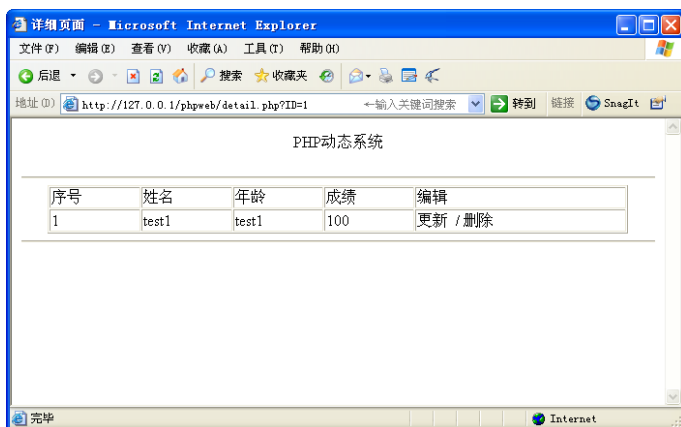 详细页面 - Microsoft Internet Explorer
文件(F) 编辑(E) 查看(V) 收藏(A) 工具(T) 帮助(H)
后退 搜索 收藏夹
地址(D) http://127.0.0.1/phpweb/detail.php?ID=1 ←输入关键词搜索 转到 链接 SnagIt
PHP动态系统
序号 姓名 年龄 成绩 编辑
1 test1 test1 100 更新 /删除
完毕 Internet